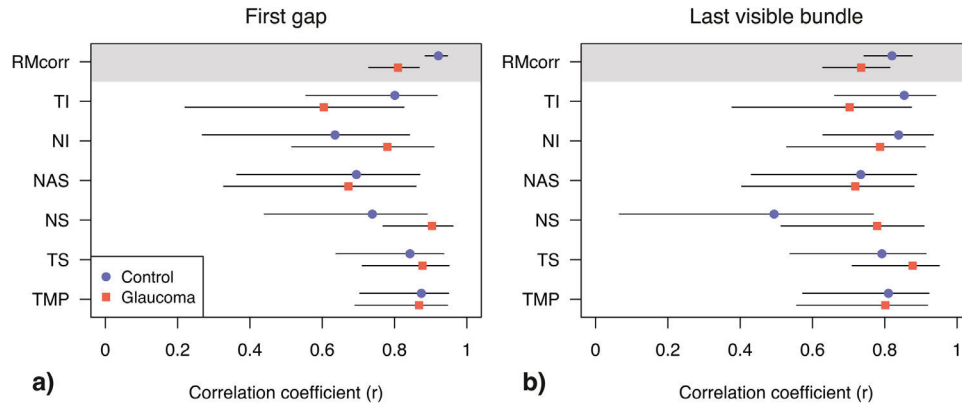 First gap
RMcorr
TI
NI
NAS
NS
TS
TMP
Control
Glaucoma
0 0.2 0.4 0.6 0.8 1
a)
Correlation coefficient (r)
Last visible bundle
RMcorr
TI
NI
NAS
NS
TS
TMP
0 0.2 0.4 0.6 0.8 1
b)
Correlation coefficient (r)